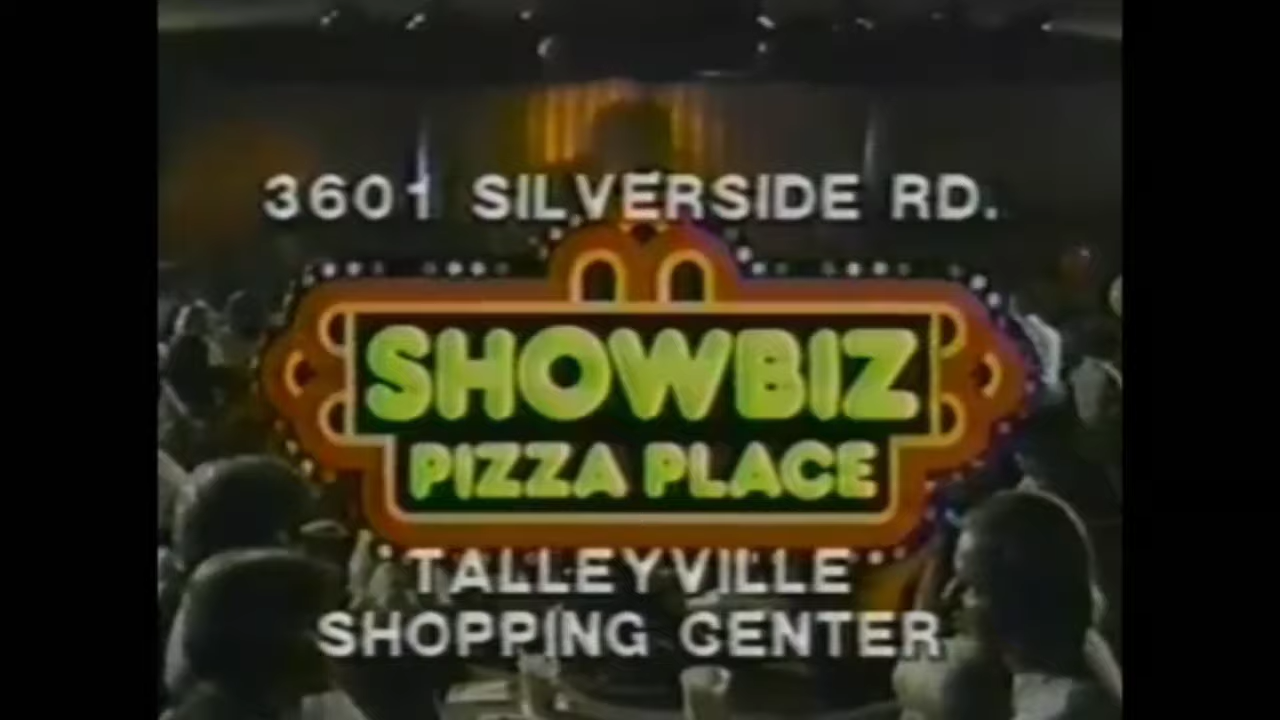 3601 SILVERSIDE RD.
SHOWBIZ
PIZZA PLACE
TALLEYVILLE
SHOPPING CENTER